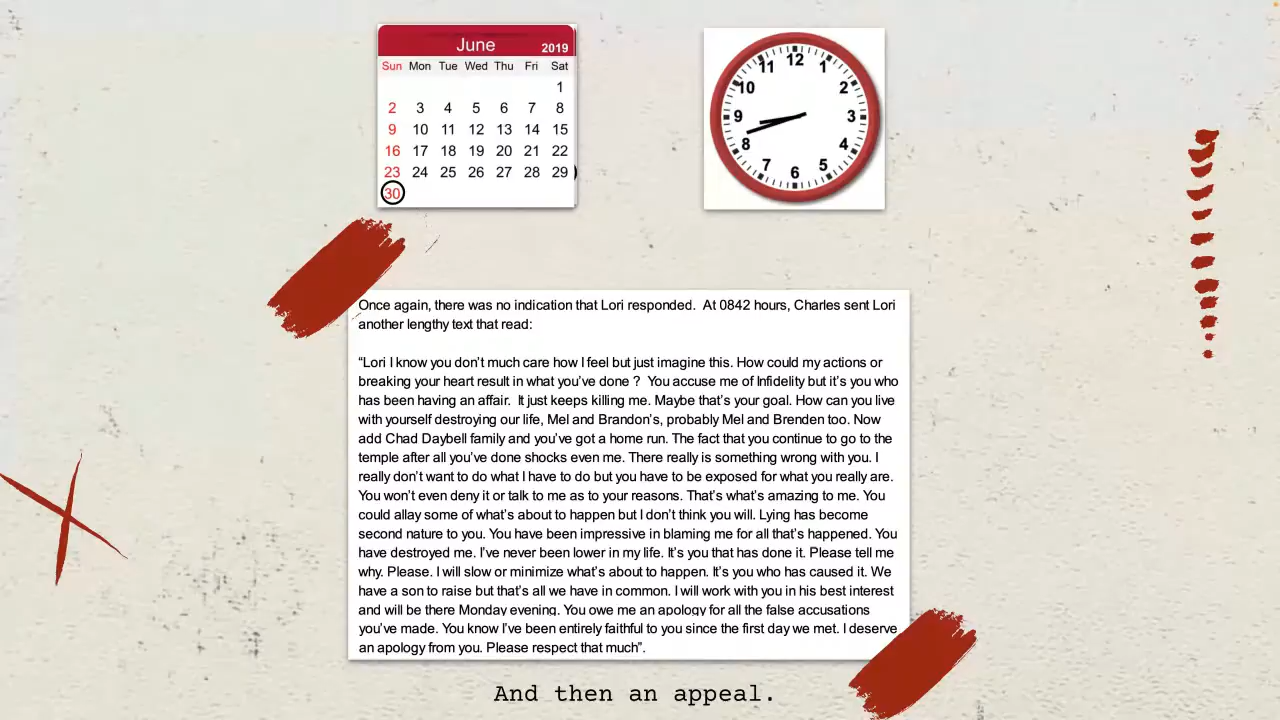 June 2019
Sun Mon Tue Wed Thu Fri Sat
1
2 3 4 5 6 7 8
9 10 11 12 13 14 15
16 17 18 19 20 21 22
23 24 25 26 27 28 29
30
12
11 1
10 2
9 3
8 4
7 5
6
Once again, there was no indication that Lori responded.  At 0842 hours, Charles sent Lori
another lengthy text that read:
“Lori I know you don’t much care how I feel but just imagine this. How could my actions or
breaking your heart result in what you’ve done ?  You accuse me of Infidelity but it’s you who
has been having an affair.  It just keeps killing me. Maybe that’s your goal. How can you live
with yourself destroying our life, Mel and Brandon’s, probably Mel and Brenden too. Now
add Chad Daybell family and you’ve got a home run. The fact that you continue to go to the
temple after all you’ve done shocks even me. There really is something wrong with you. I
really don’t want to do what I have to do but you have to be exposed for what you really are.
You won’t even deny it or talk to me as to your reasons. That’s what’s amazing to me. You
could allay some of what’s about to happen but I don’t think you will. Lying has become
second nature to you. You have been impressive in blaming me for all that’s happened. You
have destroyed me. I’ve never been lower in my life. It’s you that has done it. Please tell me
why. Please. I will slow or minimize what’s about to happen. It’s you who has caused it. We
have a son to raise but that’s all we have in common. I will work with you in his best interest
and will be there Monday evening. You owe me an apology for all the false accusations
you’ve made. You know I’ve been entirely faithful to you since the first day we met. I deserve
an apology from you. Please respect that much”.
And then an appeal.